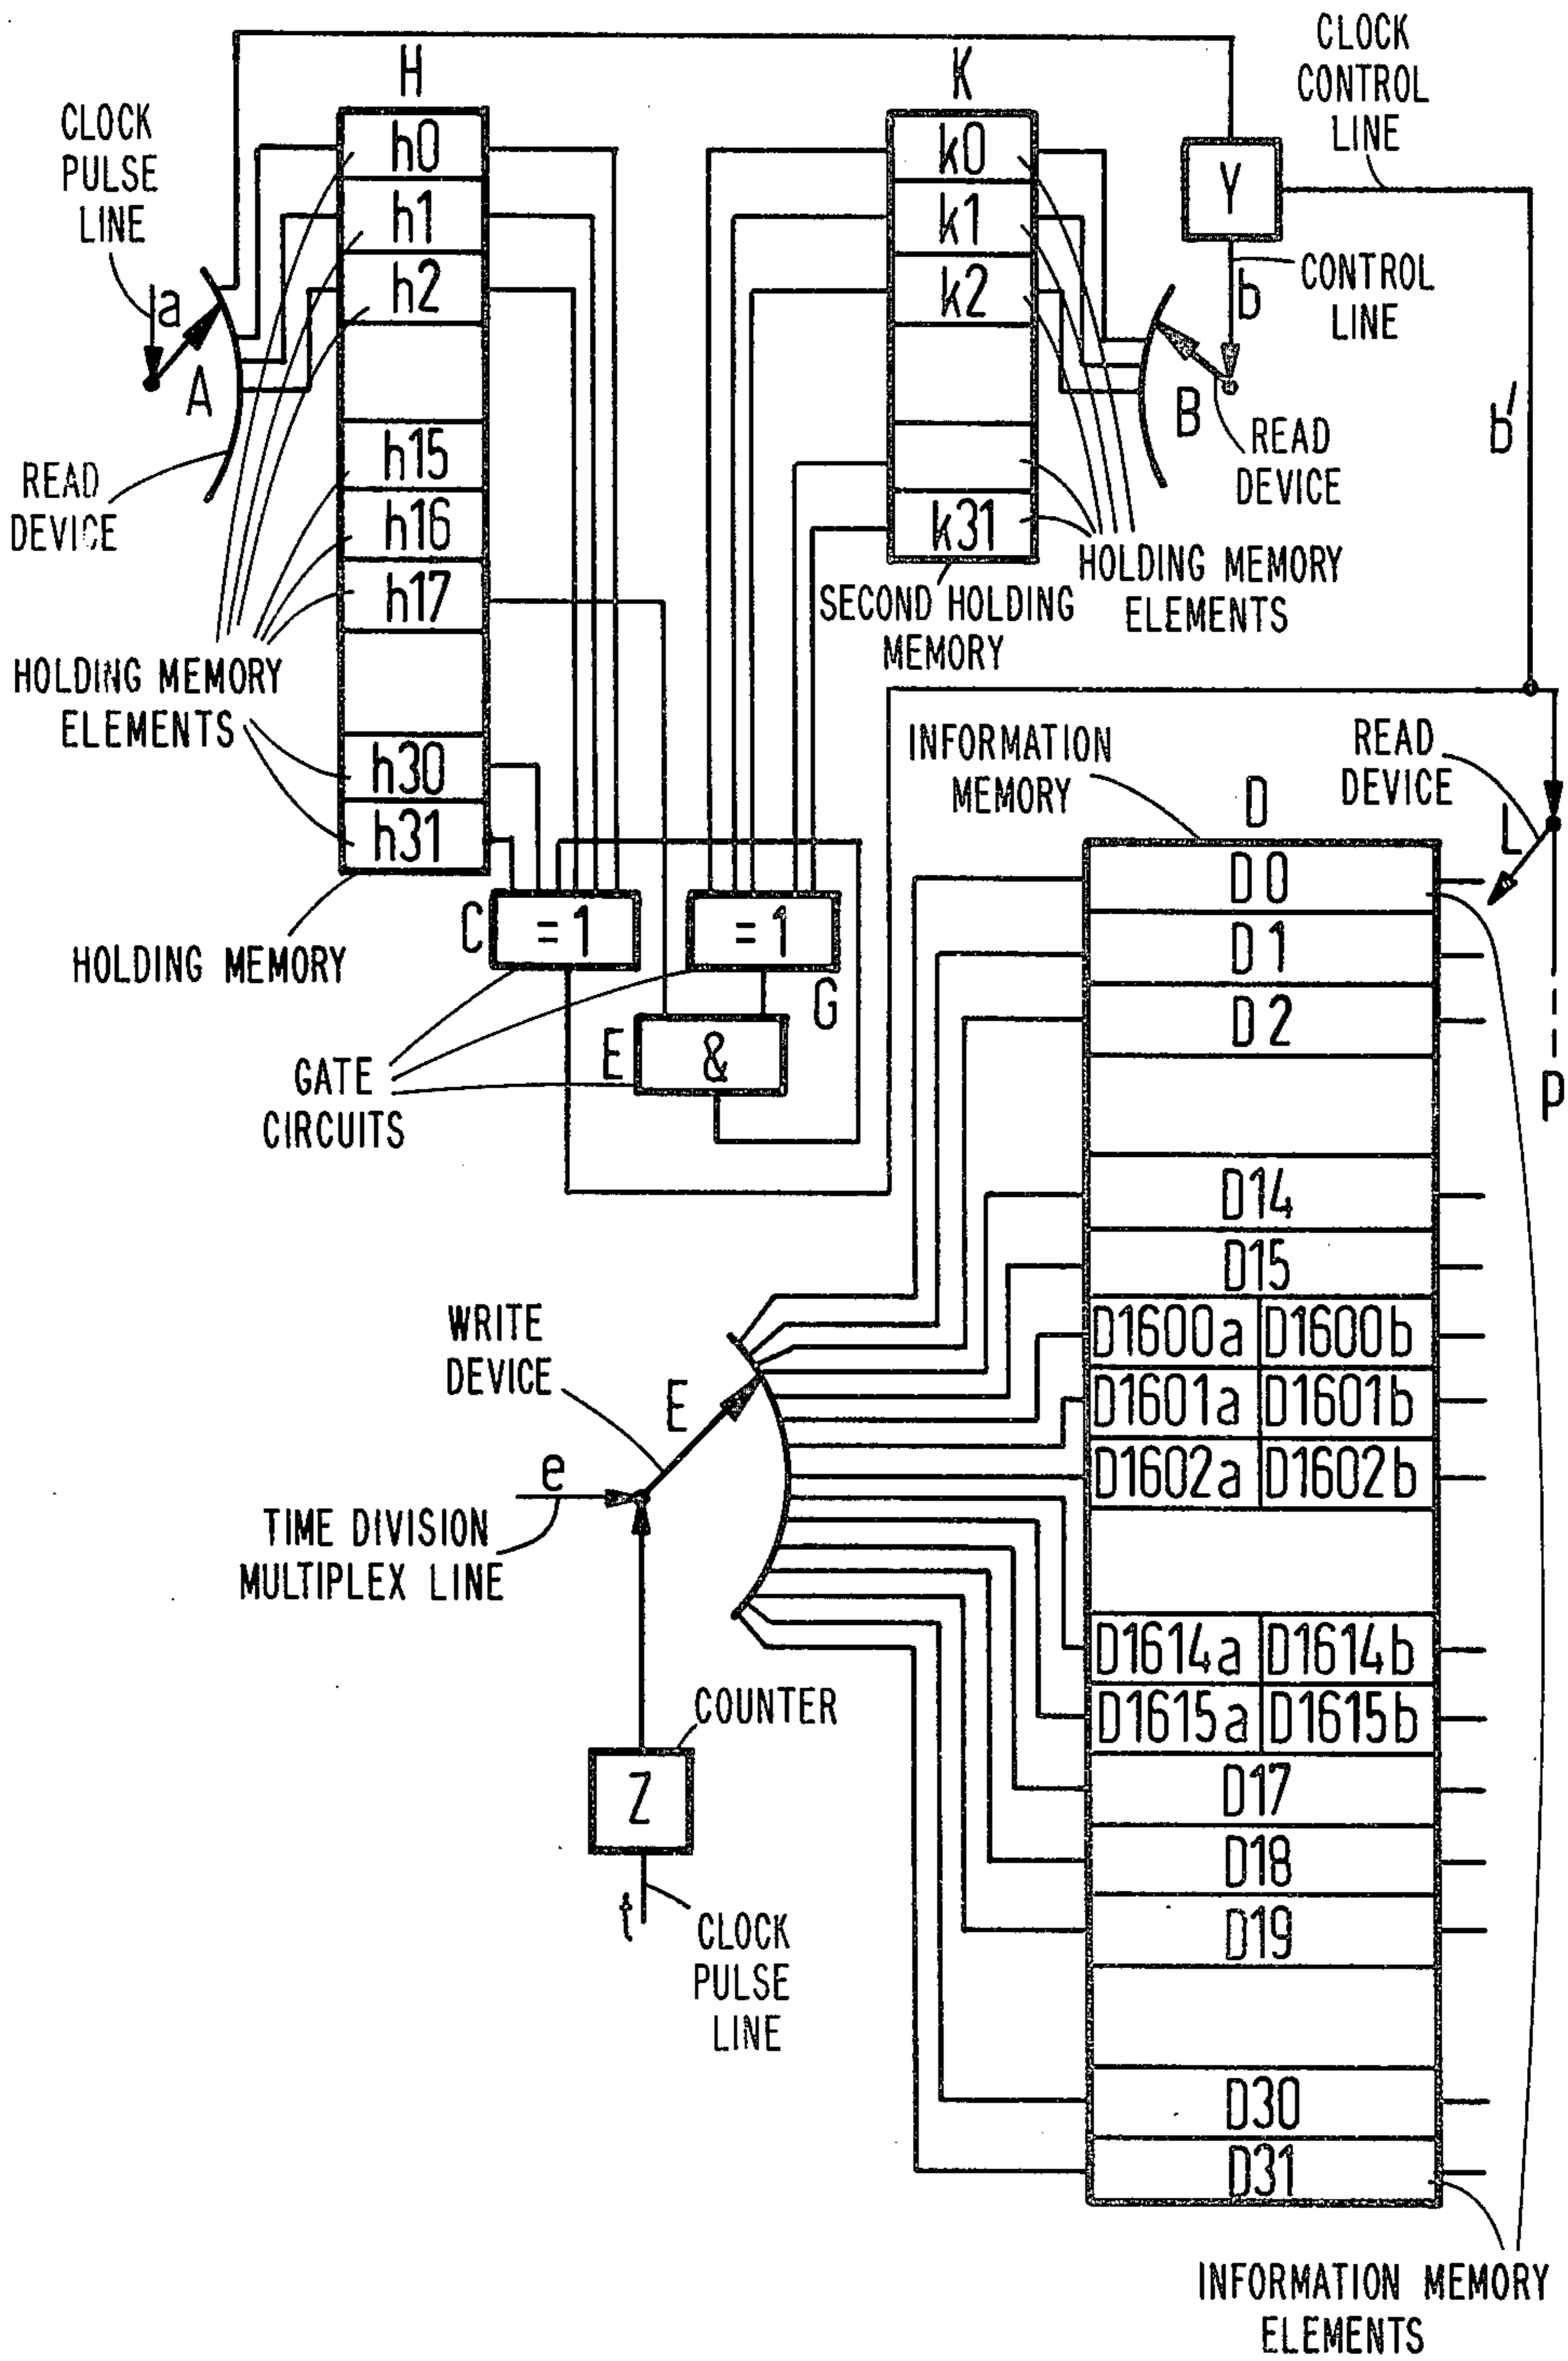 CLOCK
CONTROL
LINE
H
K
CLOCK
PULSE
LINE
h0
h1
h2
h15
h16
h17
h30
h31
k0
k1
k2
k31
Y
a
A
b
CONTROL
LINE
B
READ
DEVICE
b'
READ
DEVICE
HOLDING MEMORY
ELEMENTS
SECOND HOLDING
MEMORY
HOLDING MEMORY
ELEMENTS
HOLDING MEMORY
C
=1
=1
G
E
&
GATE
CIRCUITS
INFORMATION
MEMORY
READ
DEVICE
D
L
p
D0
D1
D2
D14
D15
D1600a D1600b
D1601a D1601b
D1602a D1602b
D1614a D1614b
D1615a D1615b
D17
D18
D19
D30
D31
WRITE
DEVICE
E
e
TIME DIVISION
MULTIPLEX LINE
COUNTER
Z
t
CLOCK
PULSE
LINE
INFORMATION MEMORY
ELEMENTS